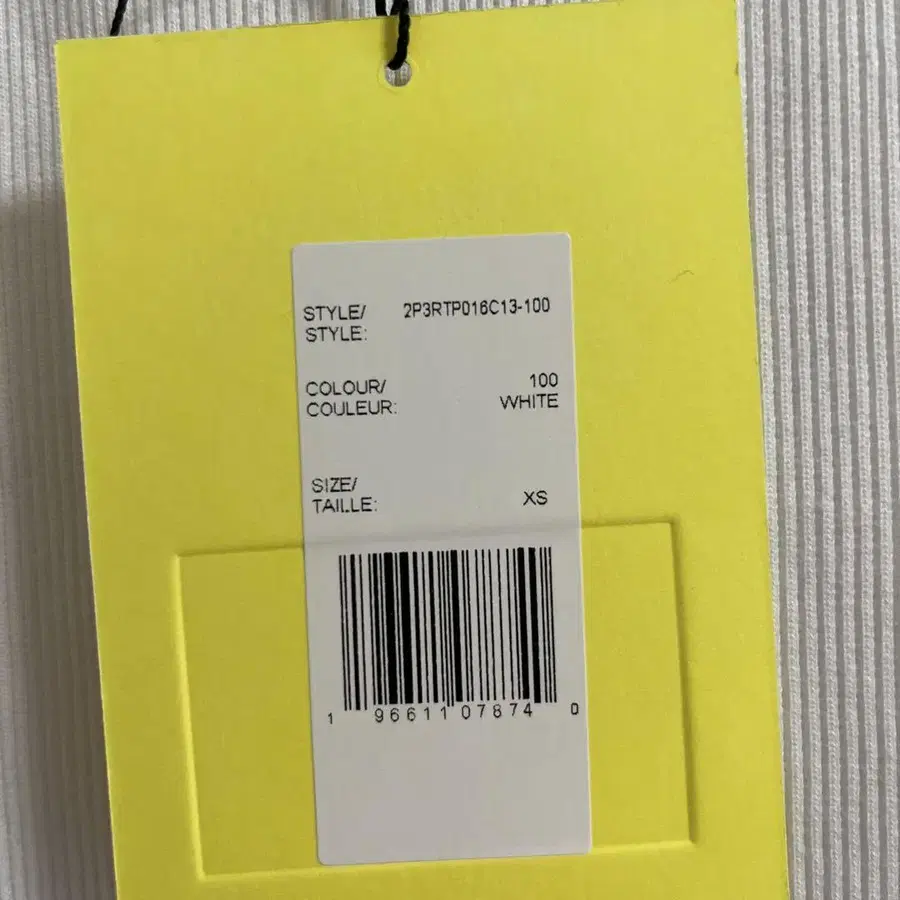 STYLE/ 2P3RTP016C13-100
STYLE:
COLOUR/ 100
COULEUR: WHITE
SIZE/
TAILLE: XS
1 96611 07874 0